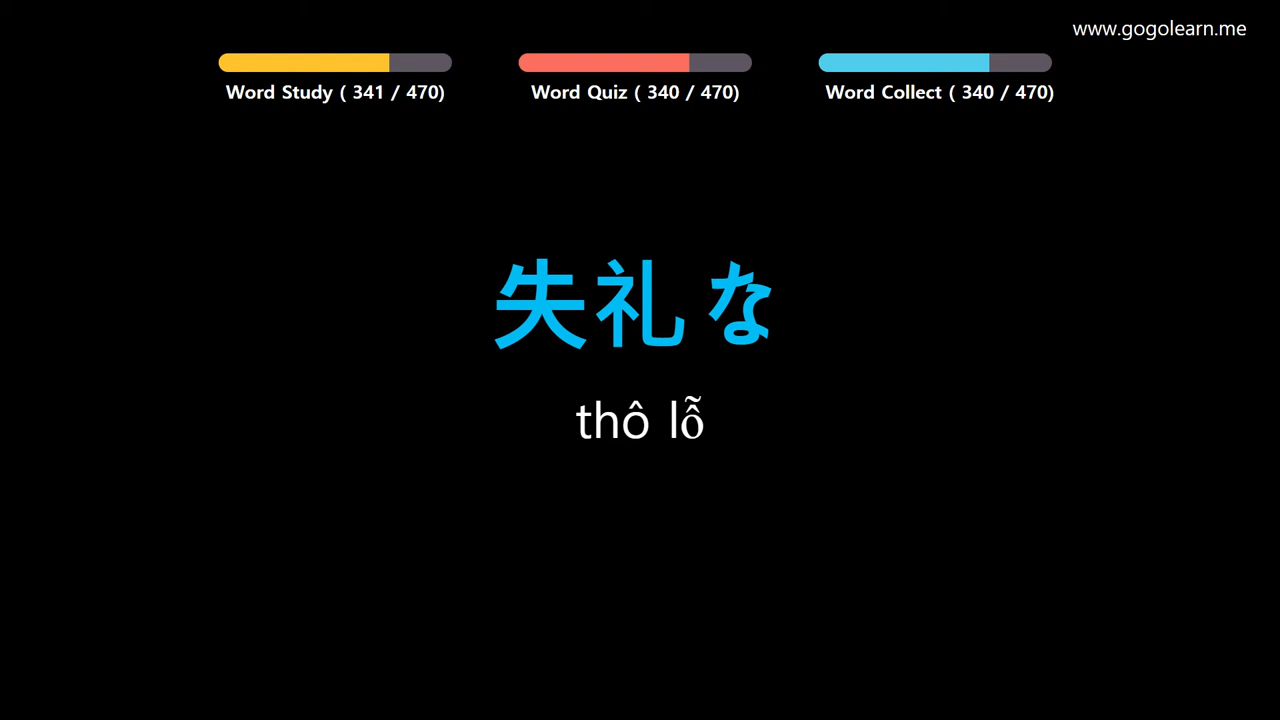 www.gogolearn.me
Word Study ( 341 / 470)
Word Quiz ( 340 / 470)
Word Collect ( 340 / 470)
失礼な
thô lỗ